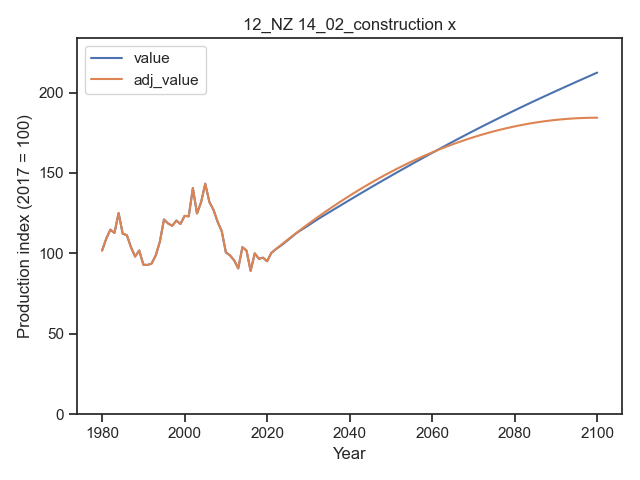 12_NZ 14_02_construction x
value
adj_value
Production index (2017 = 100)
200
150
100
50
0
1980 2000 2020 2040 2060 2080 2100
Year